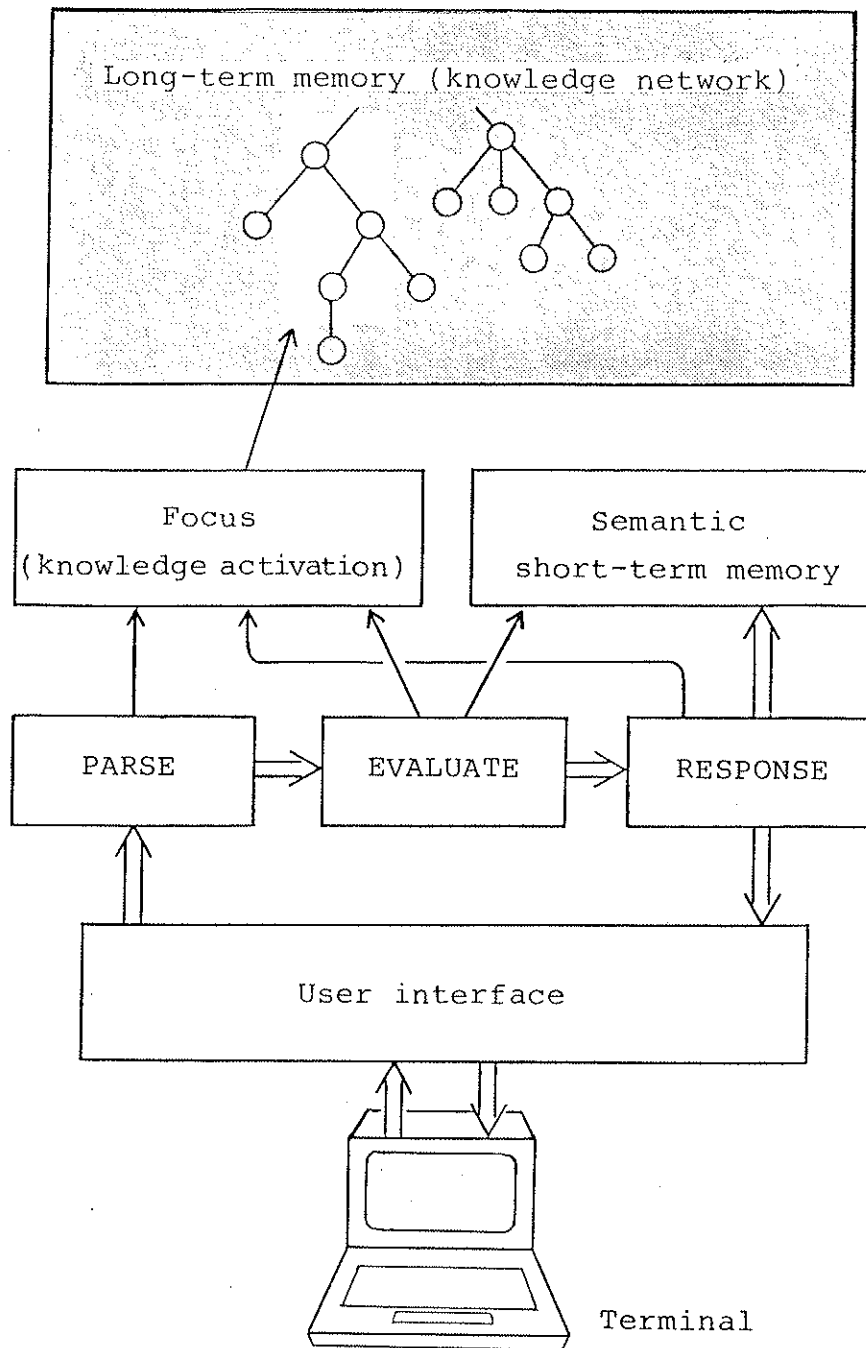 Long-term memory (knowledge network)
Focus
(knowledge activation)
Semantic
short-term memory
PARSE
EVALUATE
RESPONSE
User interface
Terminal